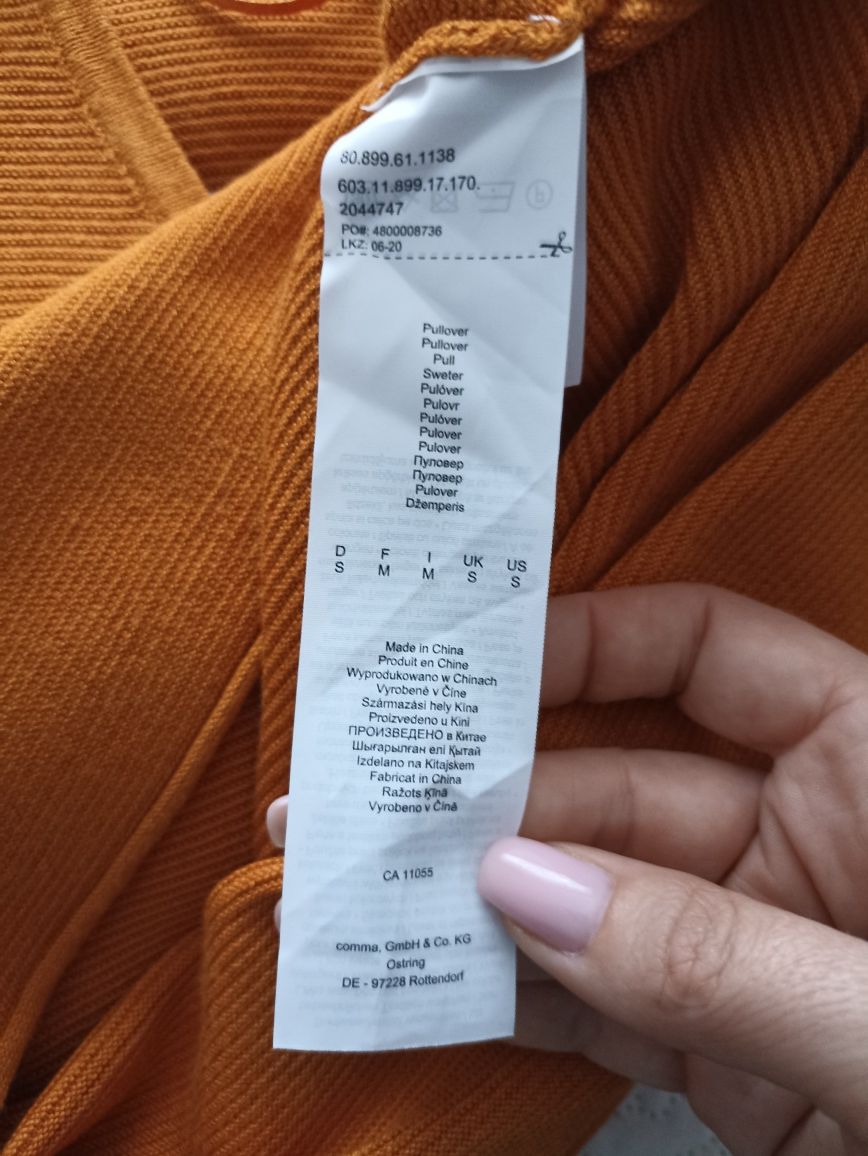 80.899.61.1138
603.11.899.17.170.
2044747
PO#: 4800008736
LKZ: 06-20
Pullover
Pullover
Pull
Sweter
Pulóver
Pulovr
Pulóver
Pulover
Pulover
Пуловер
Пуловер
Pulover
Džemperis
D F I UK US
S M M S S
Made in China
Produit en Chine
Wyprodukowano w Chinach
Vyrobené v Číne
Származási hely Kína
Proizvedeno u Kini
ПРОИЗВЕДЕНО в Китае
Шығарылған елі Қытай
Izdelano na Kitajskem
Fabricat in China
Ražots Ķīnā
Vyrobeno v Číně
CA 11055
comma, GmbH & Co. KG
Ostring
DE - 97228 Rottendorf